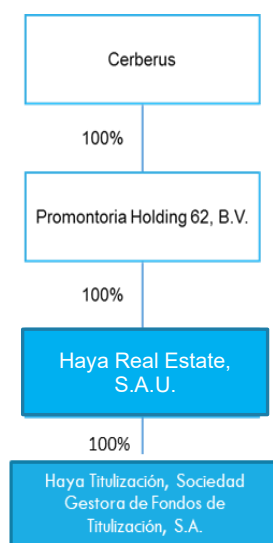 Cerberus
100%
Promontoria Holding 62, B.V.
100%
Haya Real Estate,
S.A.U.
100%
Haya Titulización, Sociedad
Gestora de Fondos de
Titulización, S.A.